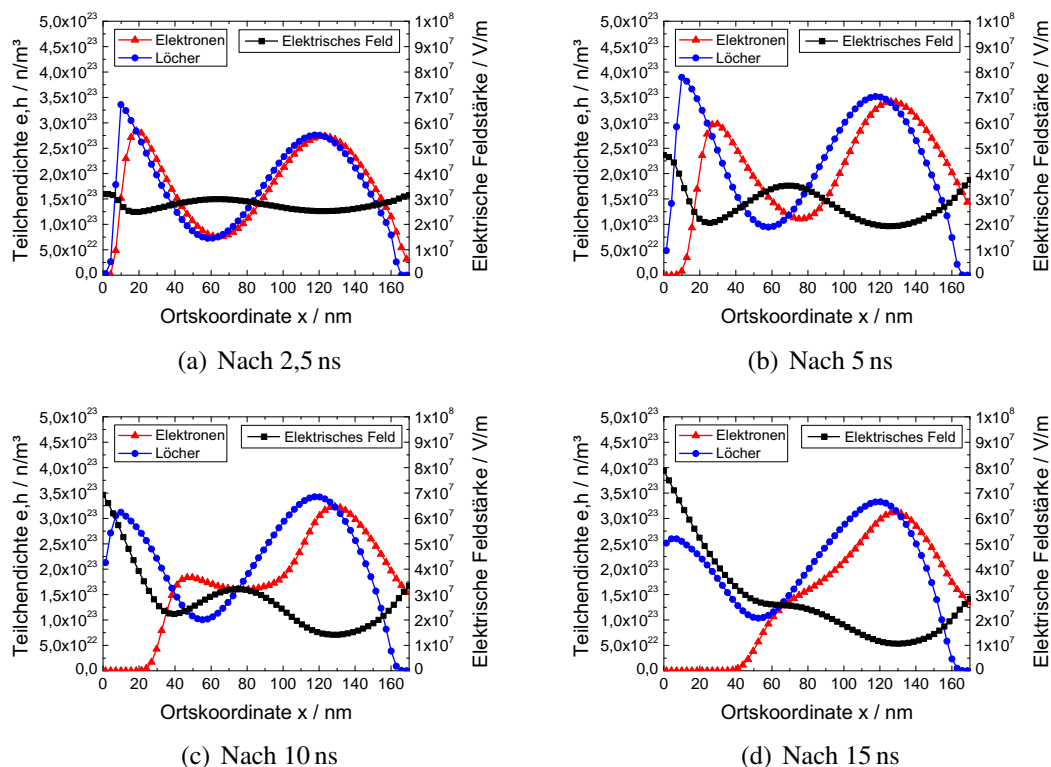 5,0x10²³
4,5x10²³
4,0x10²³
3,5x10²³
3,0x10²³
2,5x10²³
2,0x10²³
1,5x10²³
1,0x10²³
5,0x10²²
0,0
Teilchendichte e,h / n/m³
Elektronen
Löcher
Elektrisches Feld
1x10⁸
9x10⁷
8x10⁷
7x10⁷
6x10⁷
5x10⁷
4x10⁷
3x10⁷
2x10⁷
1x10⁷
0
Elektrische Feldstärke / V/m
0 20 40 60 80 100 120 140 160
Ortskoordinate x / nm
(a) Nach 2,5 ns
5,0x10²³
4,5x10²³
4,0x10²³
3,5x10²³
3,0x10²³
2,5x10²³
2,0x10²³
1,5x10²³
1,0x10²³
5,0x10²²
0,0
Teilchendichte e,h / n/m³
Elektronen
Löcher
Elektrisches Feld
1x10⁸
9x10⁷
8x10⁷
7x10⁷
6x10⁷
5x10⁷
4x10⁷
3x10⁷
2x10⁷
1x10⁷
0
Elektrische Feldstärke / V/m
0 20 40 60 80 100 120 140 160
Ortskoordinate x / nm
(b) Nach 5 ns
5,0x10²³
4,5x10²³
4,0x10²³
3,5x10²³
3,0x10²³
2,5x10²³
2,0x10²³
1,5x10²³
1,0x10²³
5,0x10²²
0,0
Teilchendichte e,h / n/m³
Elektronen
Löcher
Elektrisches Feld
1x10⁸
9x10⁷
8x10⁷
7x10⁷
6x10⁷
5x10⁷
4x10⁷
3x10⁷
2x10⁷
1x10⁷
0
Elektrische Feldstärke / V/m
0 20 40 60 80 100 120 140 160
Ortskoordinate x / nm
(c) Nach 10 ns
5,0x10²³
4,5x10²³
4,0x10²³
3,5x10²³
3,0x10²³
2,5x10²³
2,0x10²³
1,5x10²³
1,0x10²³
5,0x10²²
0,0
Teilchendichte e,h / n/m³
Elektronen
Löcher
Elektrisches Feld
1x10⁸
9x10⁷
8x10⁷
7x10⁷
6x10⁷
5x10⁷
4x10⁷
3x10⁷
2x10⁷
1x10⁷
0
Elektrische Feldstärke / V/m
0 20 40 60 80 100 120 140 160
Ortskoordinate x / nm
(d) Nach 15 ns